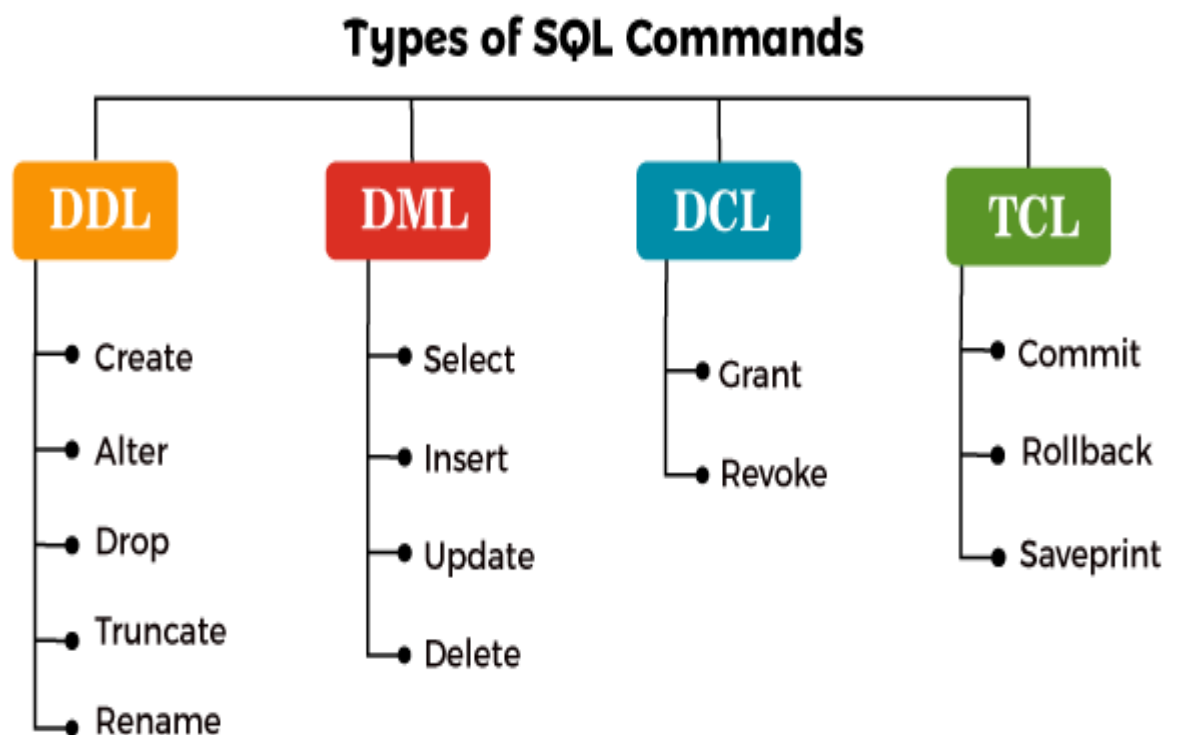 Types of SQL Commands
DDL
Create
Alter
Drop
Truncate
Rename
DML
Select
Insert
Update
Delete
DCL
Grant
Revoke
TCL
Commit
Rollback
Saveprint